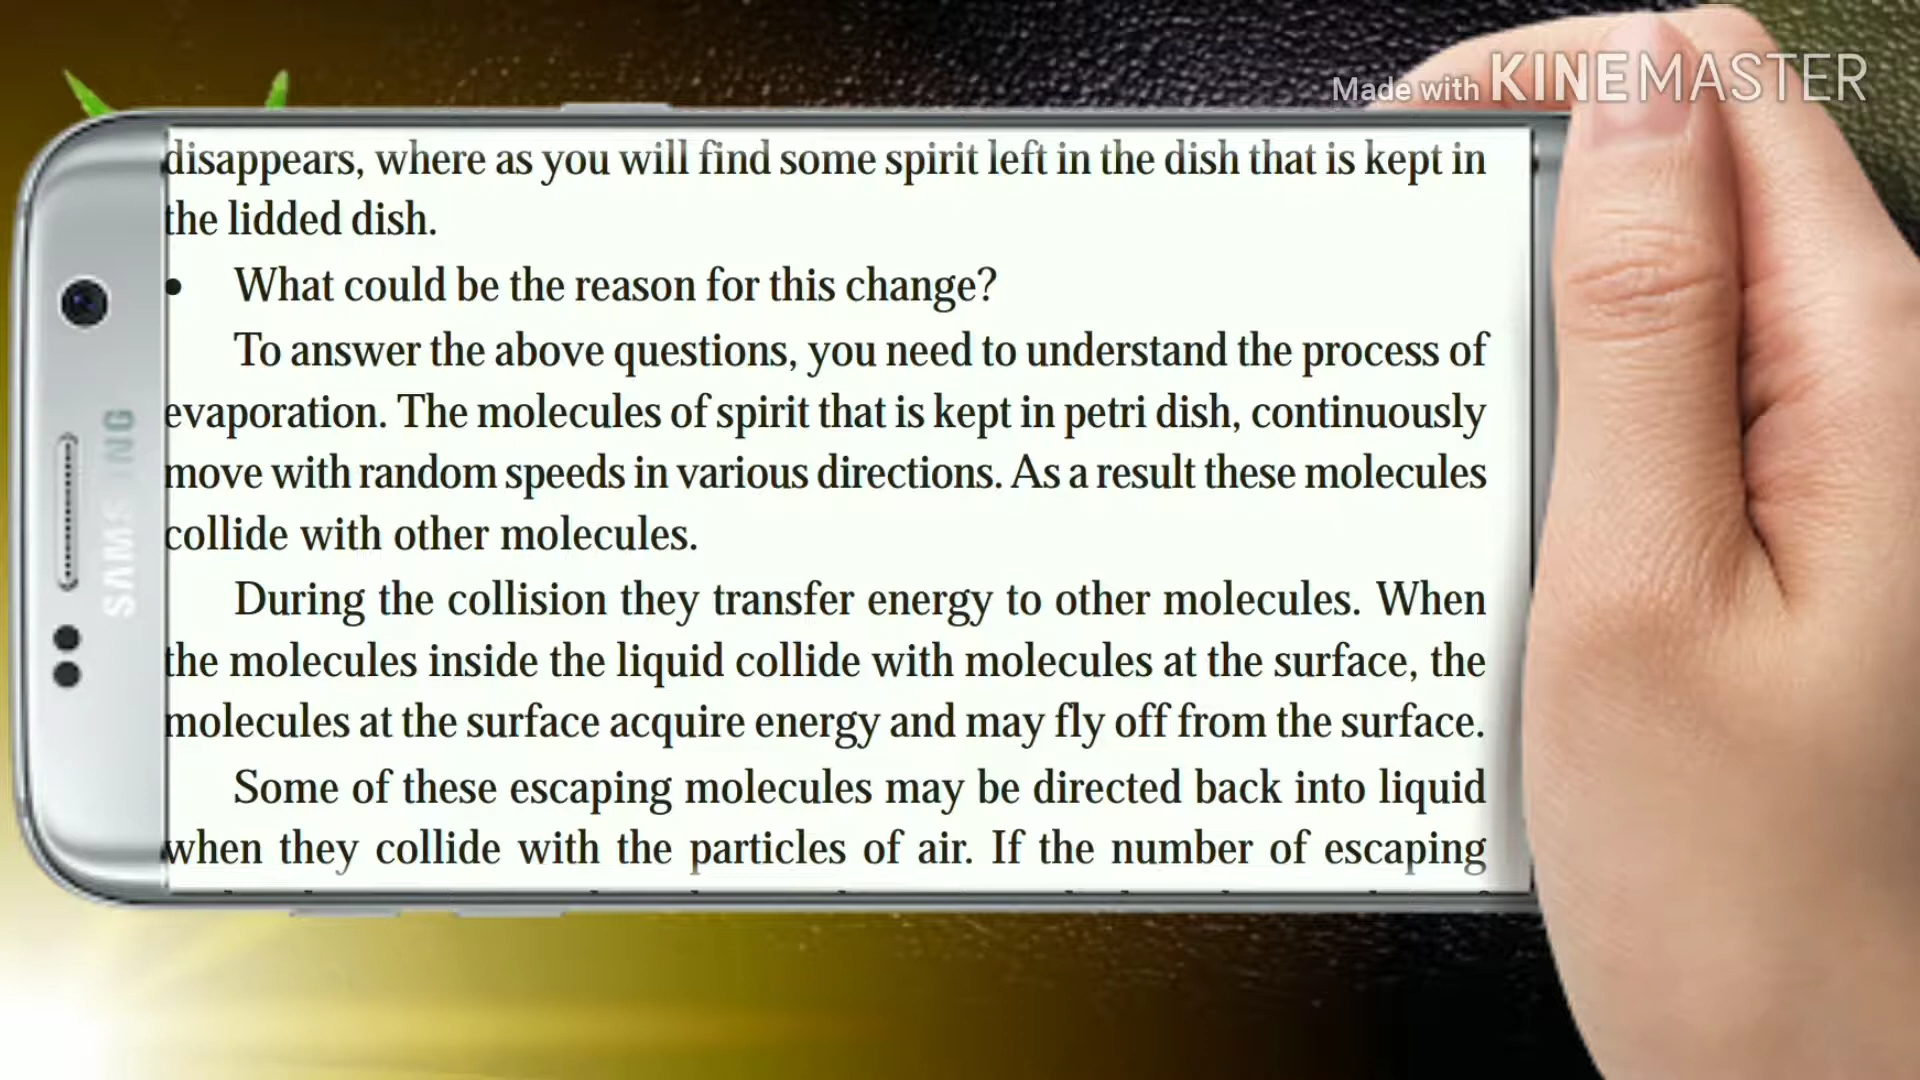 Made with KINEMASTER
disappears, where as you will find some spirit left in the dish that is kept in
the lidded dish.
• What could be the reason for this change?
To answer the above questions, you need to understand the process of
evaporation. The molecules of spirit that is kept in petri dish, continuously
move with random speeds in various directions. As a result these molecules
collide with other molecules.
During the collision they transfer energy to other molecules. When
the molecules inside the liquid collide with molecules at the surface, the
molecules at the surface acquire energy and may fly off from the surface.
Some of these escaping molecules may be directed back into liquid
when they collide with the particles of air. If the number of escaping
SAMSUNG